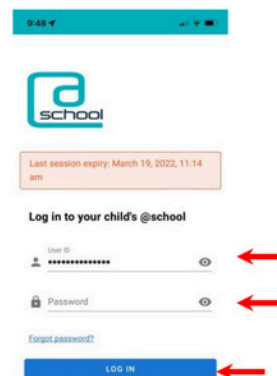 9:48
a
school
Last session expiry: March 19, 2022, 11:14
am
Log in to your child's @school
User ID
••••••••••••••
Password
Forgot password?
LOG IN